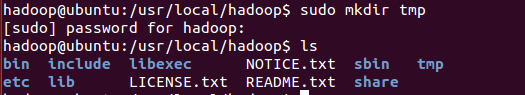 hadoop@ubuntu:/usr/local/hadoop$ sudo mkdir tmp
[sudo] password for hadoop:
hadoop@ubuntu:/usr/local/hadoop$ ls
bin include libexec NOTICE.txt sbin tmp
etc lib LICENSE.txt README.txt share
hadoop@ubuntu:/usr/local/hadoop$